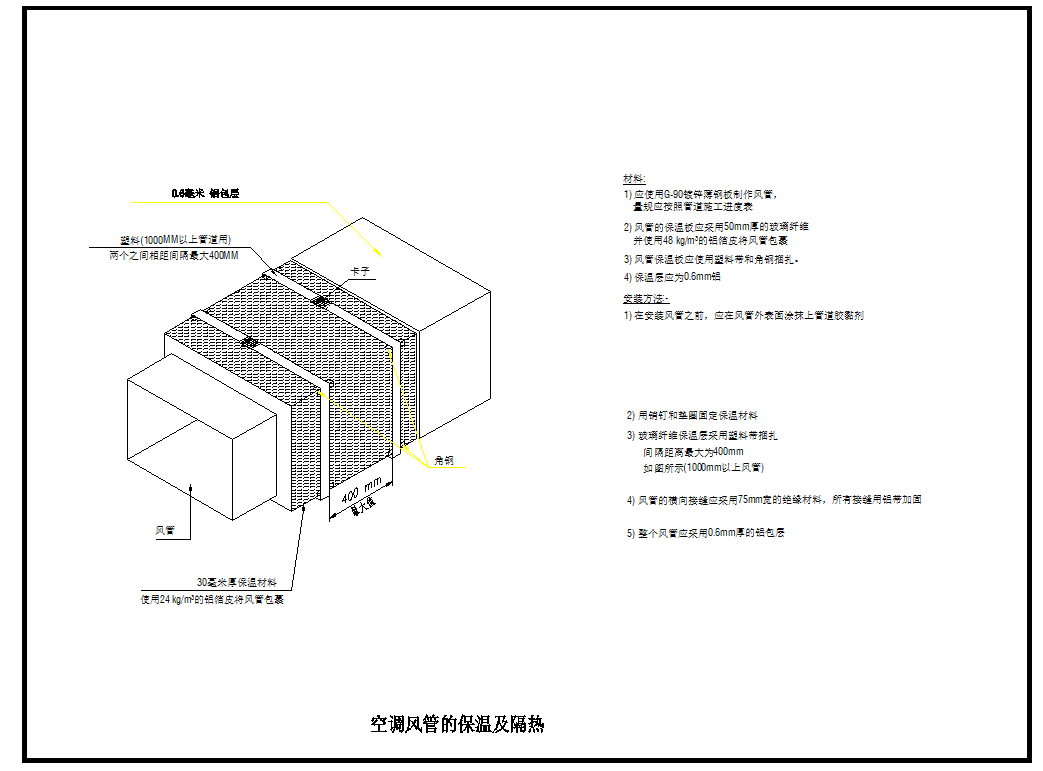 0.6毫米 铝包层
塑料(1000MM以上管道用)
两个之间相距间隔最大400MM
卡子
角钢
400 mm
最大值
风管
30毫米厚保温材料
使用24 kg/m³的铝箔皮将风管包裹
材料:
1) 应使用G-90镀锌薄钢板制作风管，
量规应按照管道施工进度表
2) 风管的保温板应采用50mm厚的玻璃纤维
并使用48 kg/m³的铝箔皮将风管包裹
3) 风管保温板应使用塑料带和角钢捆扎。
4) 保温层应为0.6mm铝
安装方法:-
1) 在安装风管之前，应在风管外表面涂抹上管道胶黏剂
2) 用销钉和垫圈固定保温材料
3) 玻璃纤维保温层采用塑料带捆扎
间隔距离最大为400mm
如图所示(1000mm以上风管)
4) 风管的横向接缝应采用75mm宽的绝缘材料，所有接缝用铝带加固
5) 整个风管应采用0.6mm厚的铝包层
空调风管的保温及隔热